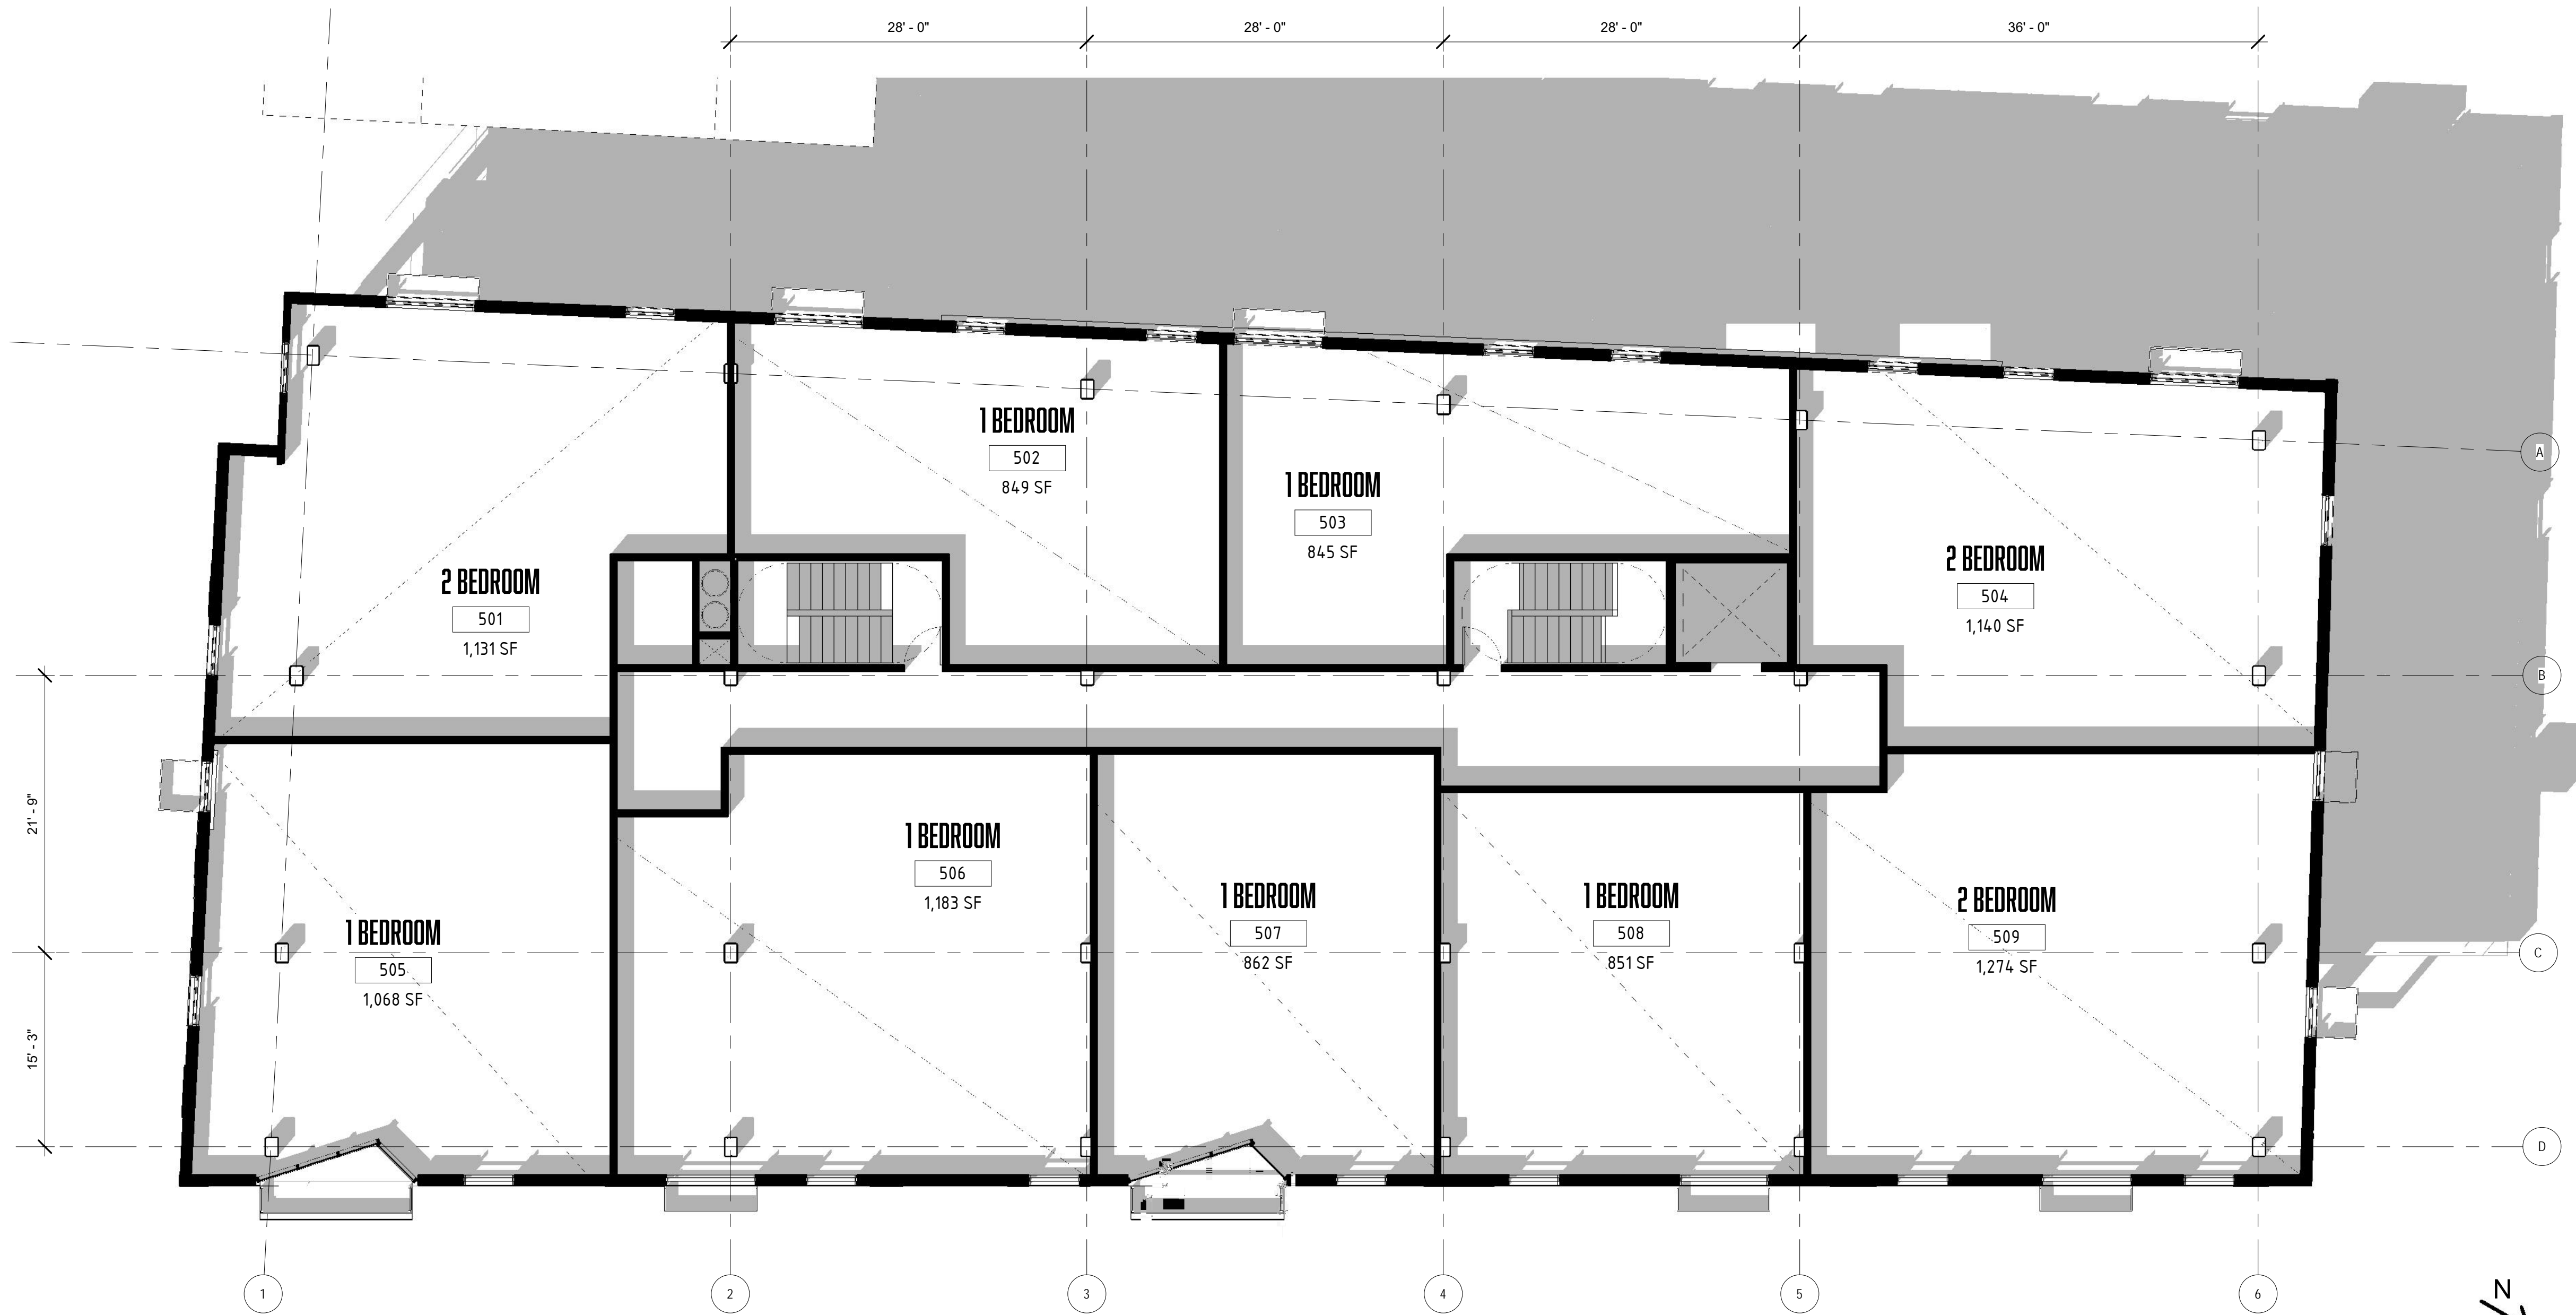 28' - 0"
28' - 0"
28' - 0"
36' - 0"
1 BEDROOM
502
849 SF
1 BEDROOM
503
845 SF
2 BEDROOM
501
1,131 SF
2 BEDROOM
504
1,140 SF
A
B
21' - 9"
15' - 3"
1 BEDROOM
505
1,068 SF
1 BEDROOM
506
1,183 SF
1 BEDROOM
507
862 SF
1 BEDROOM
508
851 SF
2 BEDROOM
509
1,274 SF
C
D
1
2
3
4
5
6
N